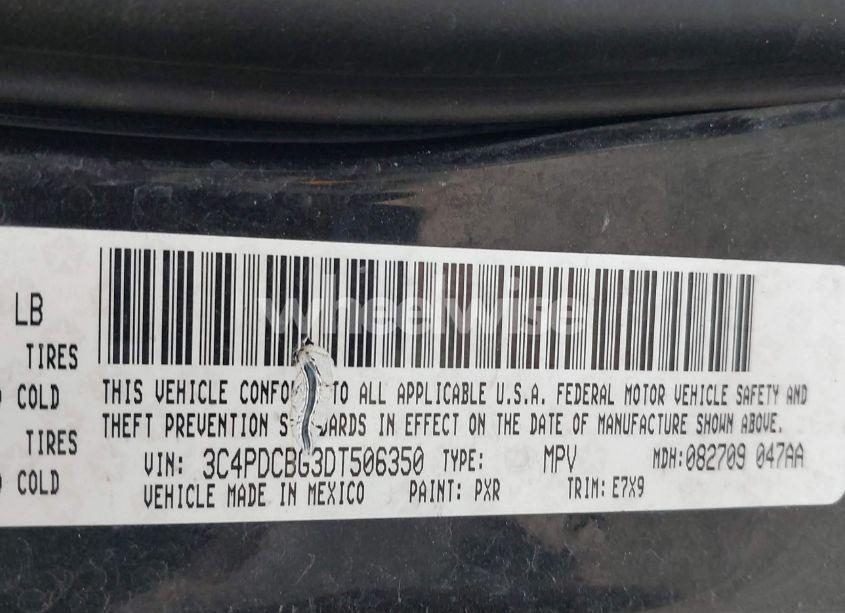 wheelwise
LB
TIRES
COLD
TIRES
COLD
THIS VEHICLE CONFO TO ALL APPLICABLE U.S.A. FEDERAL MOTOR VEHICLE SAFETY AND
THEFT PREVENTION S DARDS IN EFFECT ON THE DATE OF MANUFACTURE SHOWN ABOVE.
VIN: 3C4PDCBG3DT506350 TYPE: MPV MDH:082709 047AA
VEHICLE MADE IN MEXICO PAINT: PXR TRIM: E7X9